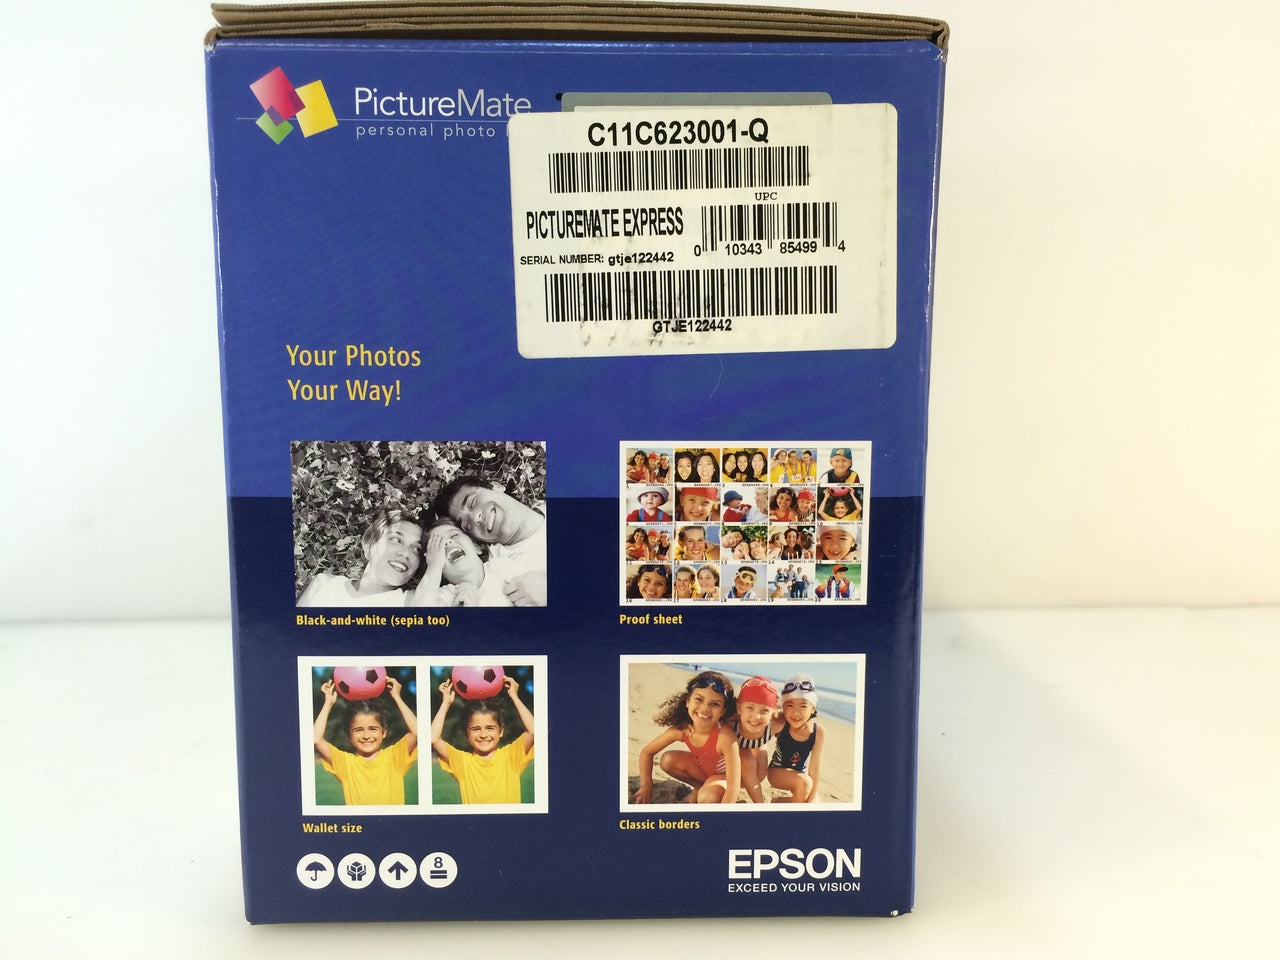 PictureMate
personal photo
C11C623001-Q
UPC
PICTUREMATE EXPRESS
0 10343 85499 4
SERIAL NUMBER: gtje122442
GTJE122442
Your Photos
Your Way!
Black-and-white (sepia too)
Proof sheet
Wallet size
Classic borders
8
EPSON
EXCEED YOUR VISION